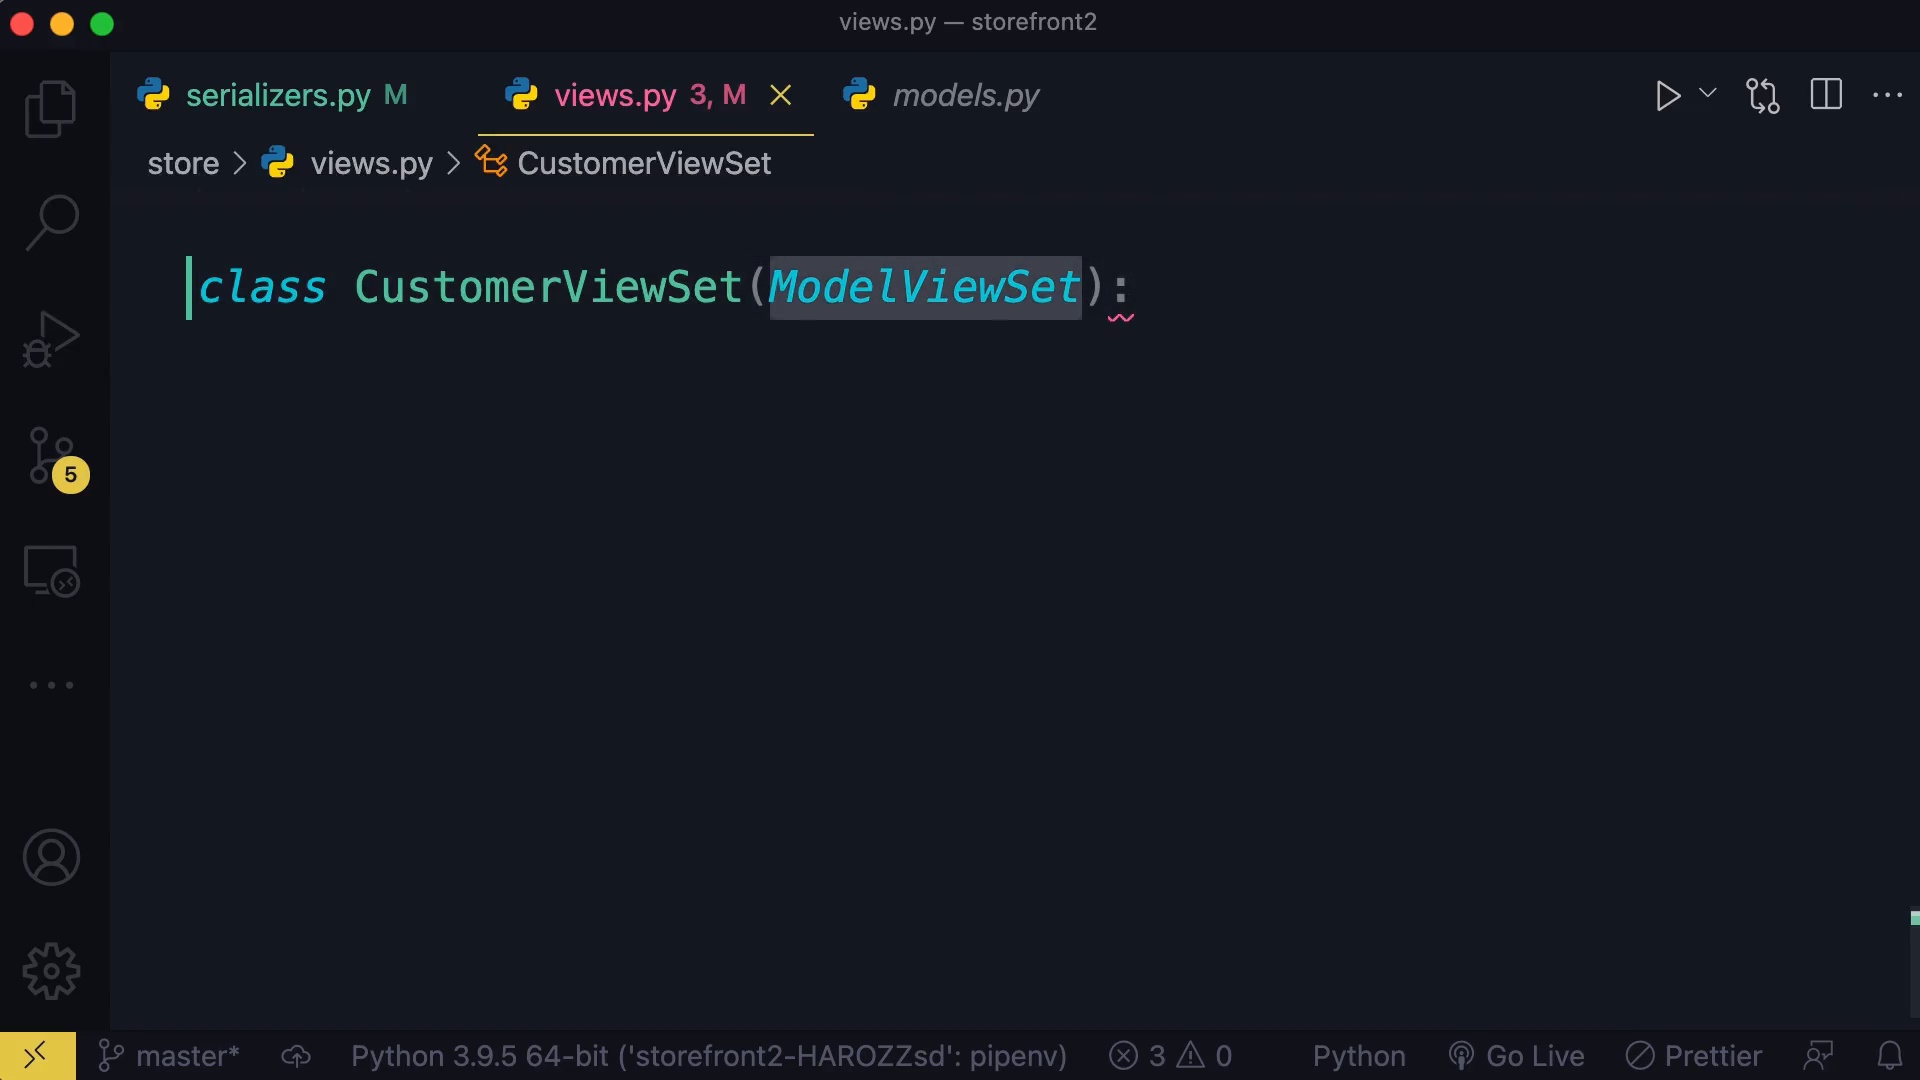 views.py — storefront2
serializers.py M views.py 3, M models.py
store > views.py > CustomerViewSet
class CustomerViewSet(ModelViewSet):
5
master* Python 3.9.5 64-bit ('storefront2-HAROZZsd': pipenv) 3 0 Python Go Live Prettier